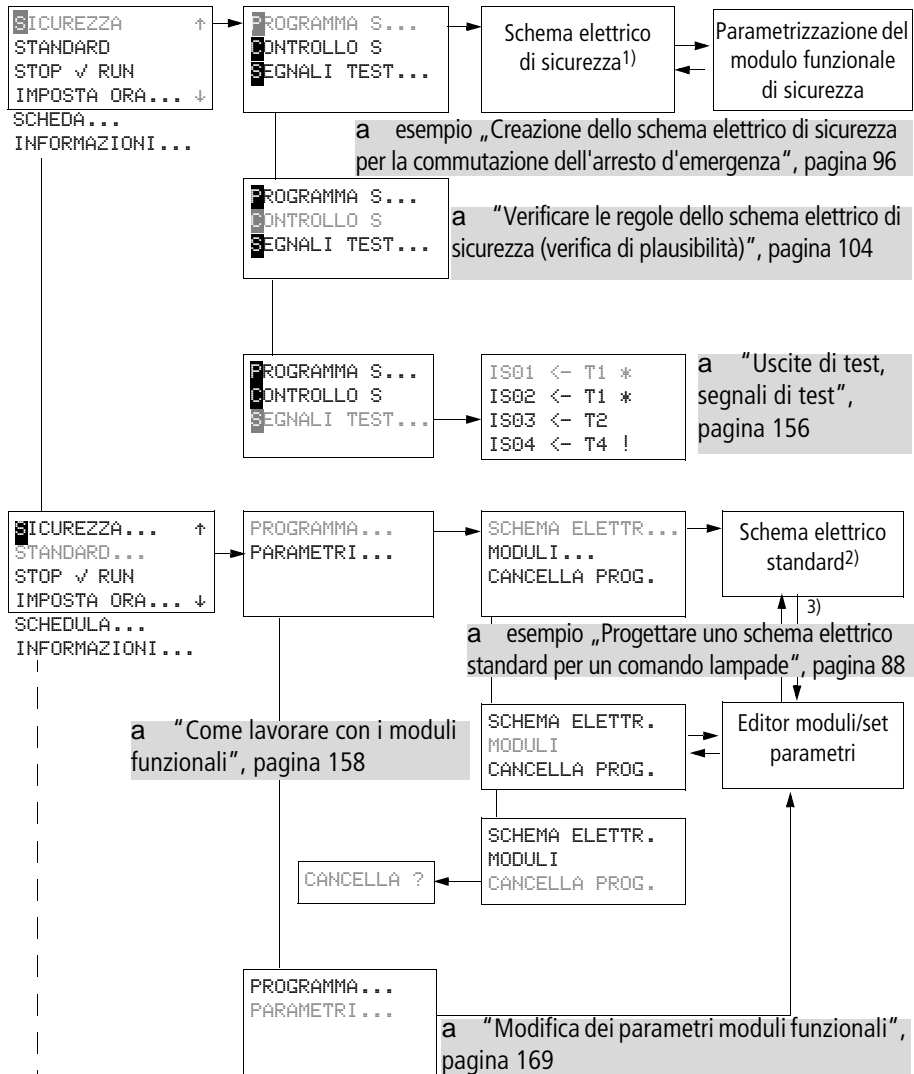 SICUREZZA ↑
STANDARD
STOP √ RUN
IMPOSTA ORA... ↓
SCHEDA...
INFORMAZIONI...
PROGRAMMA S...
CONTROLLO S
SEGNALI TEST...
Schema elettrico
di sicurezza1)
Parametrizzazione del
modulo funzionale
di sicurezza
a esempio „Creazione dello schema elettrico di sicurezza
per la commutazione dell'arresto d'emergenza“, pagina 96
PROGRAMMA S...
CONTROLLO S
SEGNALI TEST...
a “Verificare le regole dello schema elettrico di
sicurezza (verifica di plausibilità)”, pagina 104
PROGRAMMA S...
CONTROLLO S
SEGNALI TEST...
IS01 <- T1 *
IS02 <- T1 *
IS03 <- T2
IS04 <- T4 !
a “Uscite di test,
segnali di test”,
pagina 156
SICUREZZA... ↑
STANDARD...
STOP √ RUN
IMPOSTA ORA... ↓
SCHEDULA...
INFORMAZIONI...
PROGRAMMA...
PARAMETRI...
SCHEMA ELETTR...
MODULI...
CANCELLA PROG.
Schema elettrico
standard2)
3)
a esempio „Progettare uno schema elettrico
standard per un comando lampade“, pagina 88
a “Come lavorare con i moduli
funzionali”, pagina 158
SCHEMA ELETTR.
MODULI
CANCELLA PROG.
Editor moduli/set
parametri
SCHEMA ELETTR.
MODULI
CANCELLA PROG.
CANCELLA ?
PROGRAMMA...
PARAMETRI...
a “Modifica dei parametri moduli funzionali”,
pagina 169